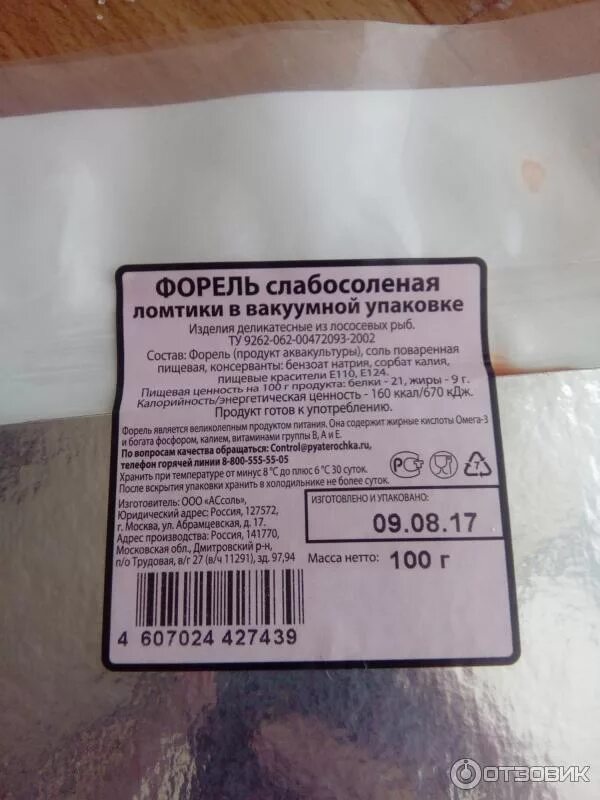 ФОРЕЛЬ слабосоленая
ломтики в вакуумной упаковке
Изделия деликатесные из лососевых рыб.
ТУ 9262-062-00472093-2002
Состав: Форель (продукт аквакультуры), соль поваренная
пищевая, консерванты: бензоат натрия, сорбат калия,
пищевые красители Е110, Е124.
Пищевая ценность на 100 г продукта: белки - 21, жиры - 9 г.
Калорийность/энергетическая ценность - 160 ккал/670 кДж.
Продукт готов к употреблению.
Форель является великолепным продуктом питания. Она содержит жирные кислоты Омега-3
и богата фосфором, калием, витаминами группы В, А и Е.
По вопросам качества обращаться: Control@pyaterochka.ru,
телефон горячей линии 8-800-555-55-05
Хранить при температуре от минус 8°С до плюс 6°С 30 суток.
После вскрытия упаковки хранить в холодильнике не более суток.
Изготовитель: ООО «АСсоль»,
Юридический адрес: Россия, 127572,
г. Москва, ул. Абрамцевская, д. 17.
Адрес производства: Россия, 141770,
Московская обл., Дмитровский р-н,
п/о Трудовая, в/г 27 (в/ч 11291), зд. 97,94
РСТ
7
ИЗГОТОВЛЕНО И УПАКОВАНО:
09.08.17
Масса нетто: 100 г
4 607024 427439
ОТЗОВИК